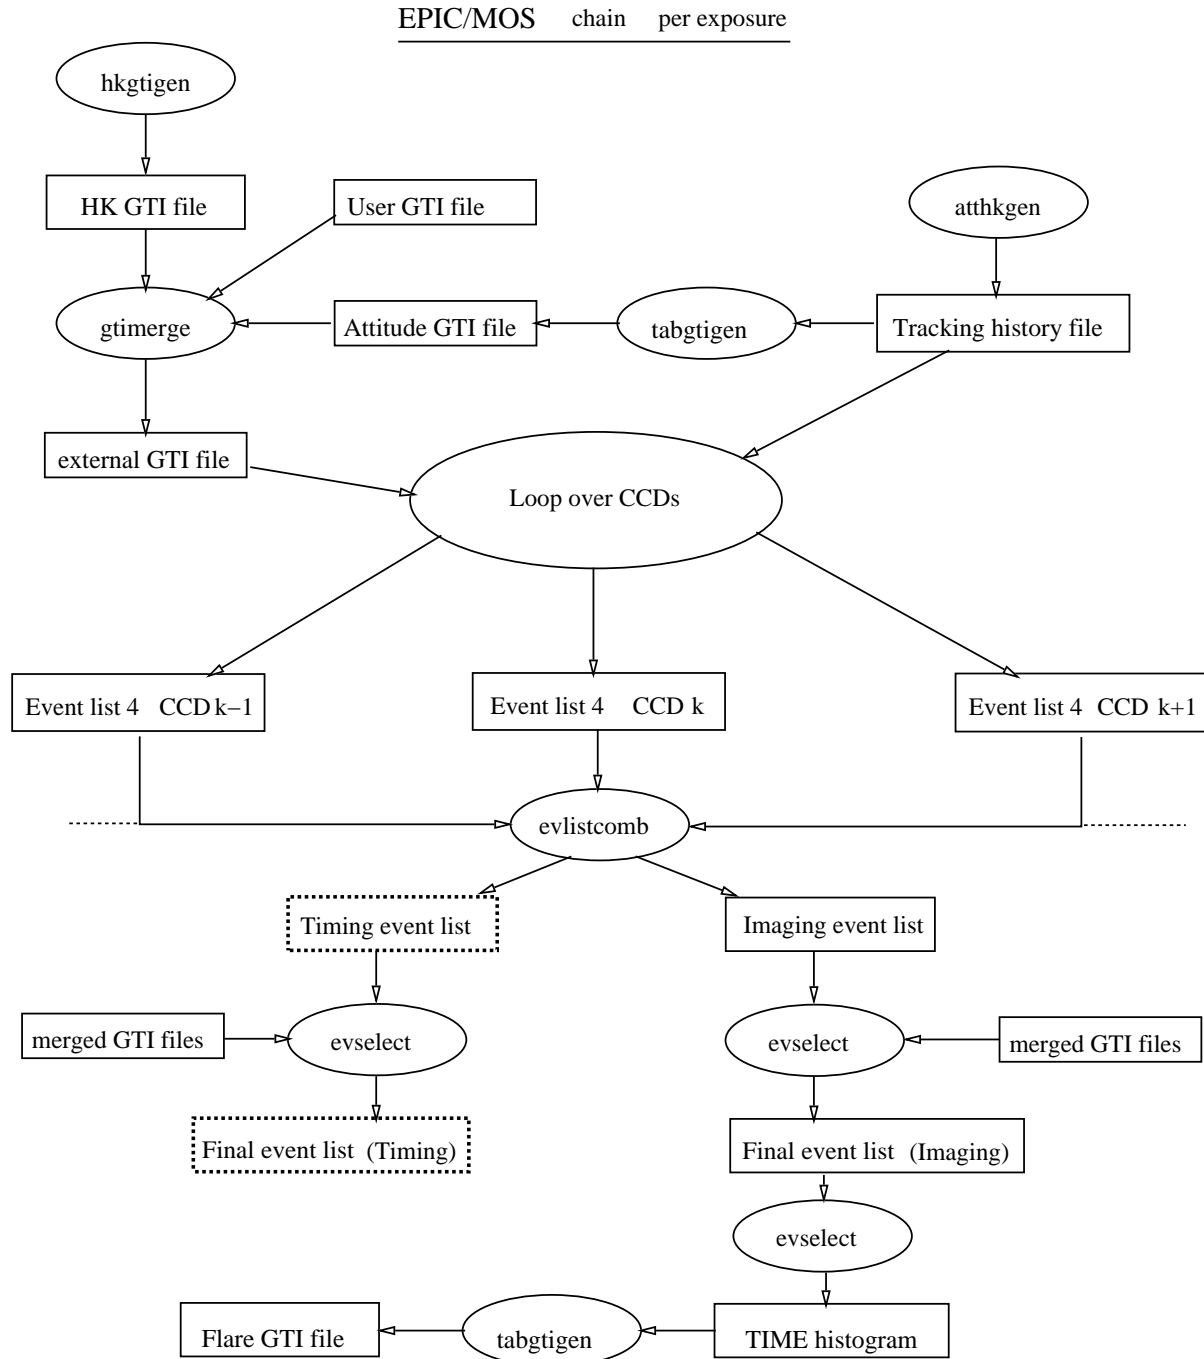 EPIC/MOS chain per exposure
hkgtigen
HK GTI file
User GTI file
atthkgen
gtimerge
Attitude GTI file
tabgtigen
Tracking history file
external GTI file
Loop over CCDs
Event list 4 CCD k−1
Event list 4 CCD k
Event list 4 CCD k+1
evlistcomb
Timing event list
Imaging event list
merged GTI files
evselect
evselect
merged GTI files
Final event list (Timing)
Final event list (Imaging)
evselect
Flare GTI file
tabgtigen
TIME histogram